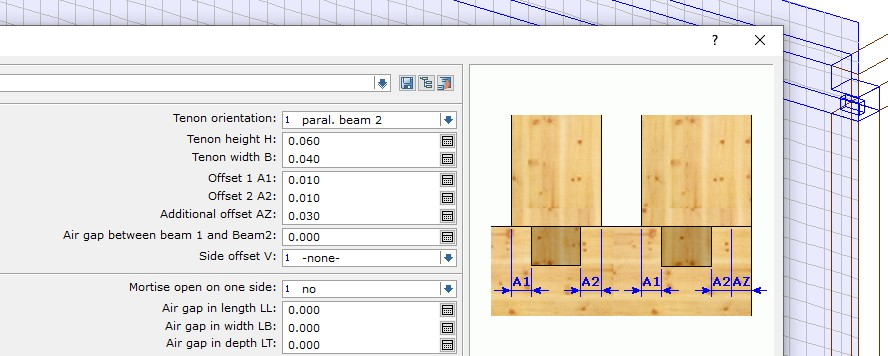 ?
Tenon orientation: 1 paral. beam 2
Tenon height H: 0.060
Tenon width B: 0.040
Offset 1 A1: 0.010
Offset 2 A2: 0.010
Additional offset AZ: 0.030
Air gap between beam 1 and Beam2: 0.000
Side offset V: 1 -none-
Mortise open on one side: 1 no
Air gap in length LL: 0.000
Air gap in width LB: 0.000
Air gap in depth LT: 0.000
A1 A2 A1 A2 AZ